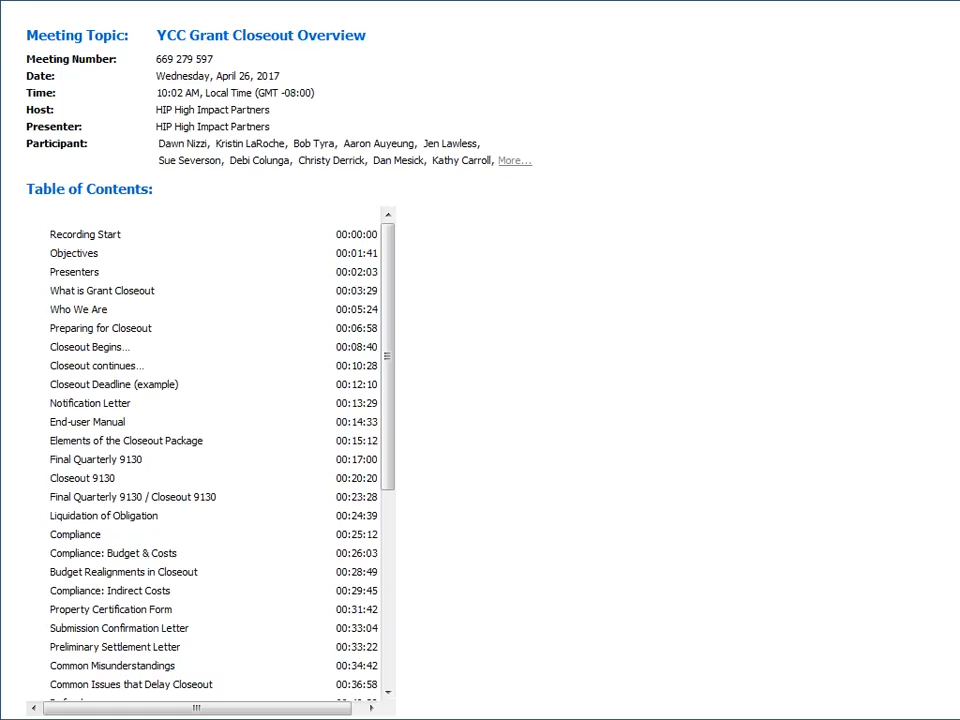 Meeting Topic: YCC Grant Closeout Overview
Meeting Number: 669 279 597
Date: Wednesday, April 26, 2017
Time: 10:02 AM, Local Time (GMT -08:00)
Host: HIP High Impact Partners
Presenter: HIP High Impact Partners
Participant: Dawn Nizzi, Kristin LaRoche, Bob Tyra, Aaron Auyeung, Jen Lawless,
Sue Severson, Debi Colunga, Christy Derrick, Dan Mesick, Kathy Carroll, More...
Table of Contents:
Recording Start 00:00:00
Objectives 00:01:41
Presenters 00:02:03
What is Grant Closeout 00:03:29
Who We Are 00:05:24
Preparing for Closeout 00:06:58
Closeout Begins... 00:08:40
Closeout continues... 00:10:28
Closeout Deadline (example) 00:12:10
Notification Letter 00:13:29
End-user Manual 00:14:33
Elements of the Closeout Package 00:15:12
Final Quarterly 9130 00:17:00
Closeout 9130 00:20:20
Final Quarterly 9130 / Closeout 9130 00:23:28
Liquidation of Obligation 00:24:39
Compliance 00:25:12
Compliance: Budget & Costs 00:26:03
Budget Realignments in Closeout 00:28:49
Compliance: Indirect Costs 00:29:45
Property Certification Form 00:31:42
Submission Confirmation Letter 00:33:04
Preliminary Settlement Letter 00:33:22
Common Misunderstandings 00:34:42
Common Issues that Delay Closeout 00:36:58